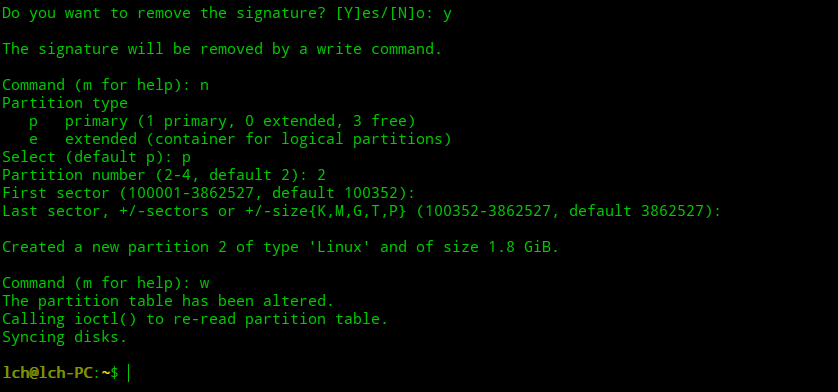 Do you want to remove the signature? [Y]es/[N]o: y
The signature will be removed by a write command.
Command (m for help): n
Partition type
   p   primary (1 primary, 0 extended, 3 free)
   e   extended (container for logical partitions)
Select (default p): p
Partition number (2-4, default 2): 2
First sector (100001-3862527, default 100352):
Last sector, +/-sectors or +/-size{K,M,G,T,P} (100352-3862527, default 3862527):
Created a new partition 2 of type 'Linux' and of size 1.8 GiB.
Command (m for help): w
The partition table has been altered.
Calling ioctl() to re-read partition table.
Syncing disks.
lch@lch-PC:~$